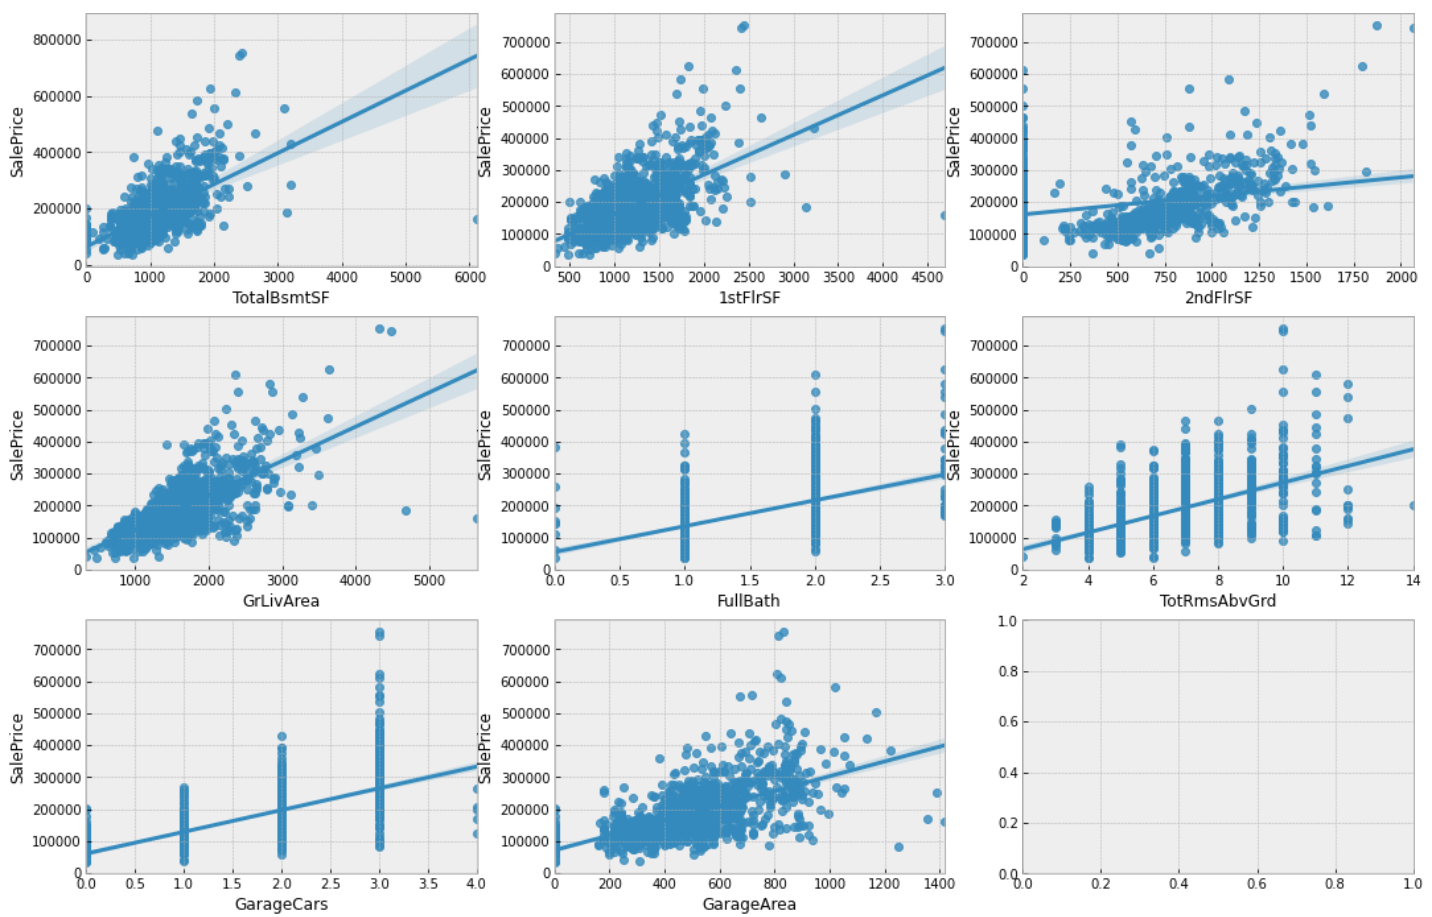 800000
600000
400000
200000
0
SalePrice
0 1000 2000 3000 4000 5000 6000
TotalBsmtSF
700000
600000
500000
400000
300000
200000
100000
0
SalePrice
500 1000 1500 2000 2500 3000 3500 4000 4500
1stFlrSF
700000
600000
500000
400000
300000
200000
100000
0
SalePrice
0 250 500 750 1000 1250 1500 1750 2000
2ndFlrSF
700000
600000
500000
400000
300000
200000
100000
0
SalePrice
1000 2000 3000 4000 5000
GrLivArea
700000
600000
500000
400000
300000
200000
100000
0
SalePrice
0.0 0.5 1.0 1.5 2.0 2.5 3.0
FullBath
700000
600000
500000
400000
300000
200000
100000
0
SalePrice
2 4 6 8 10 12 14
TotRmsAbvGrd
700000
600000
500000
400000
300000
200000
100000
0
SalePrice
0.0 0.5 1.0 1.5 2.0 2.5 3.0 3.5 4.0
GarageCars
700000
600000
500000
400000
300000
200000
100000
0
SalePrice
0 200 400 600 800 1000 1200 1400
GarageArea
1.0
0.8
0.6
0.4
0.2
0.0
0.0 0.2 0.4 0.6 0.8 1.0